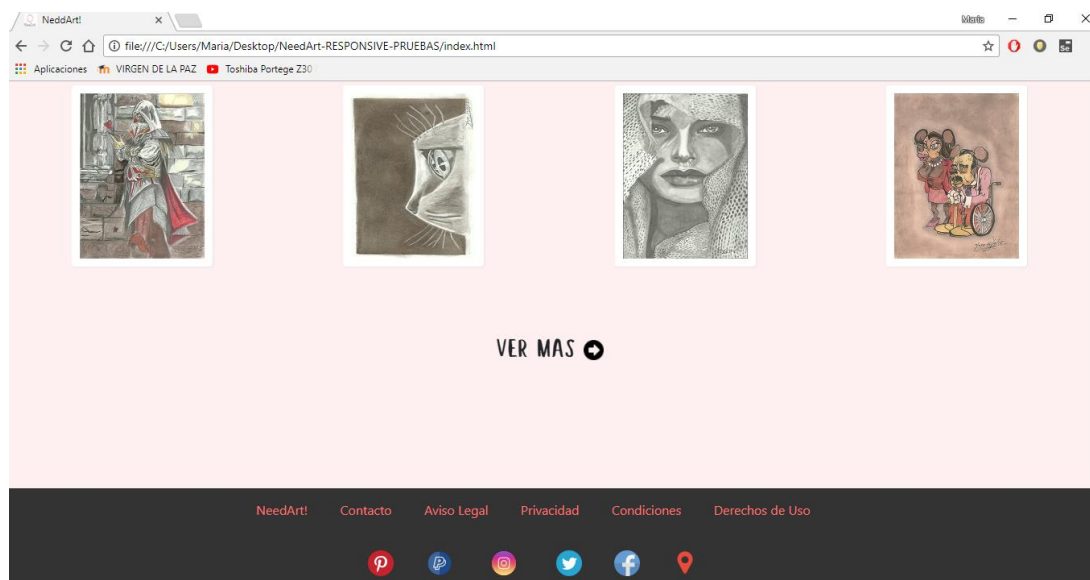 NeddArt!
Maria
file:///C:/Users/Maria/Desktop/NeedArt-RESPONSIVE-PRUEBAS/index.html
Aplicaciones VIRGEN DE LA PAZ Toshiba Portege Z30
VER MAS
NeedArt! Contacto Aviso Legal Privacidad Condiciones Derechos de Uso